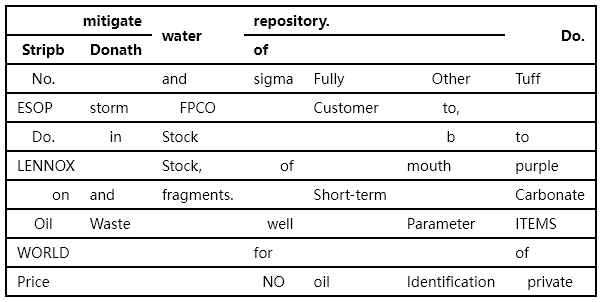 mitigate water repository. Do.
Stripb Donath of
No. and sigma Fully Other Tuff
ESOP storm FPCO Customer to,
Do. in Stock b to
LENNOX Stock, of mouth purple
on and fragments. Short-term Carbonate
Oil Waste well Parameter ITEMS
WORLD for of
Price NO oil Identification private